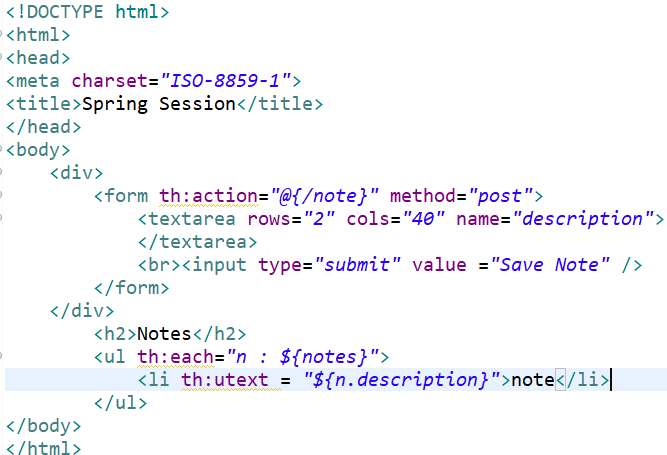 <!DOCTYPE html>
<html>
<head>
<meta charset="ISO-8859-1">
<title>Spring Session</title>
</head>
<body>
    <div>
        <form th:action="@{/note}" method="post">
            <textarea rows="2" cols="40" name="description">
            </textarea>
            <br><input type="submit" value ="Save Note" />
        </form>
    </div>
        <h2>Notes</h2>
        <ul th:each="n : ${notes}">
            <li th:utext = "${n.description}">note</li>
        </ul>
</body>
</html>